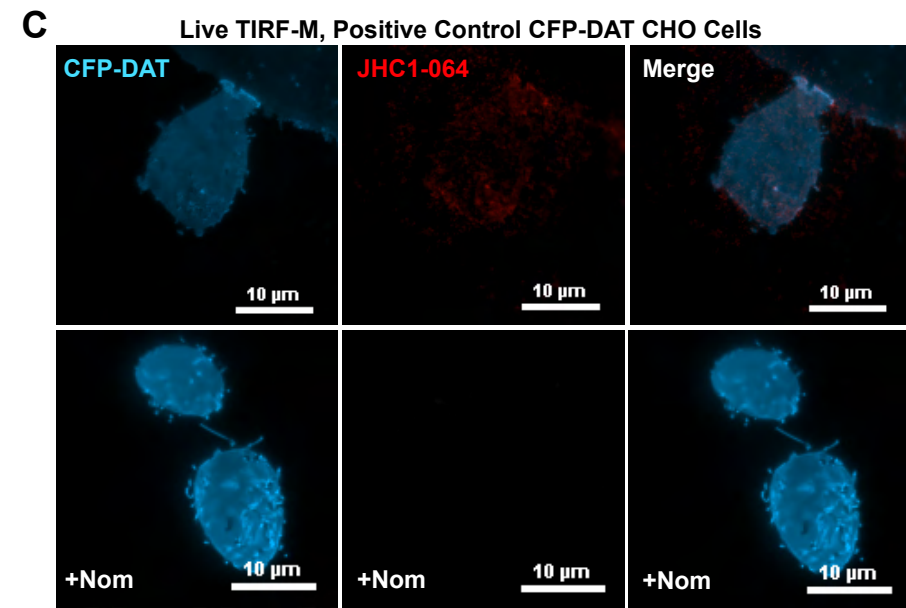 C
Live TIRF-M, Positive Control CFP-DAT CHO Cells
CFP-DAT
JHC1-064
Merge
10 µm
10 µm
10 µm
+Nom
10 µm
+Nom
10 µm
+Nom
10 µm